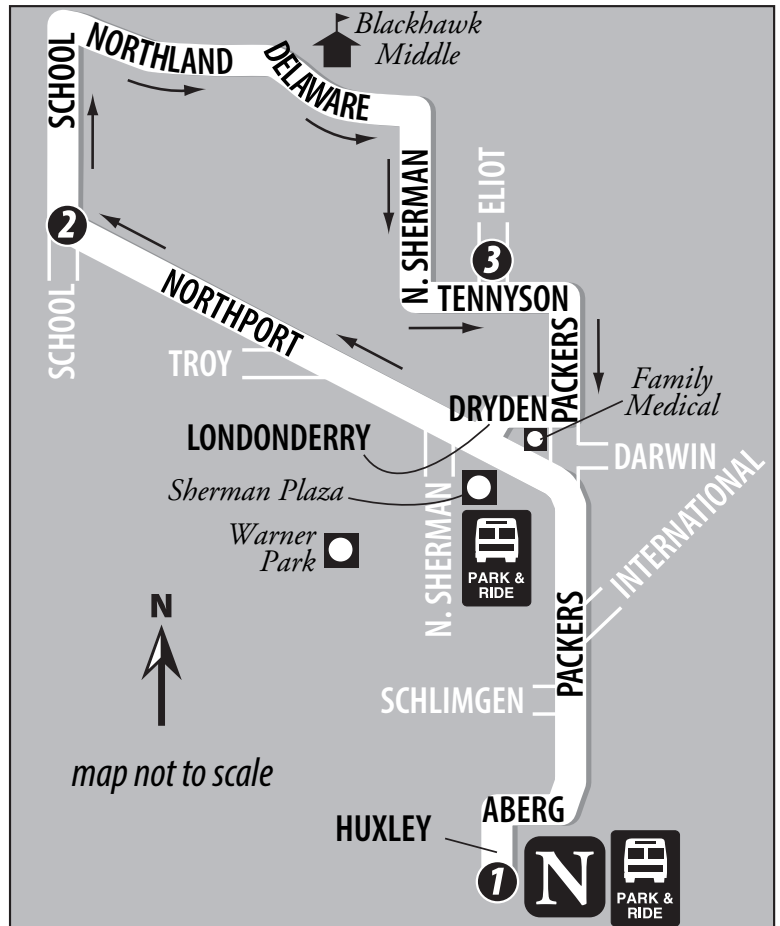 Blackhawk
Middle
NORTHLAND
DELAWARE
SCHOOL
N. SHERMAN
ELIOT
2
3
TENNYSON
NORTHPORT
SCHOOL
TROY
PACKERS
Family
Medical
DRYDEN
LONDONDERRY
DARWIN
Sherman Plaza
N. SHERMAN
INTERNATIONAL
Warner
Park
PARK &
RIDE
N
PACKERS
SCHLIMGEN
map not to scale
ABERG
HUXLEY
1
N
PARK &
RIDE